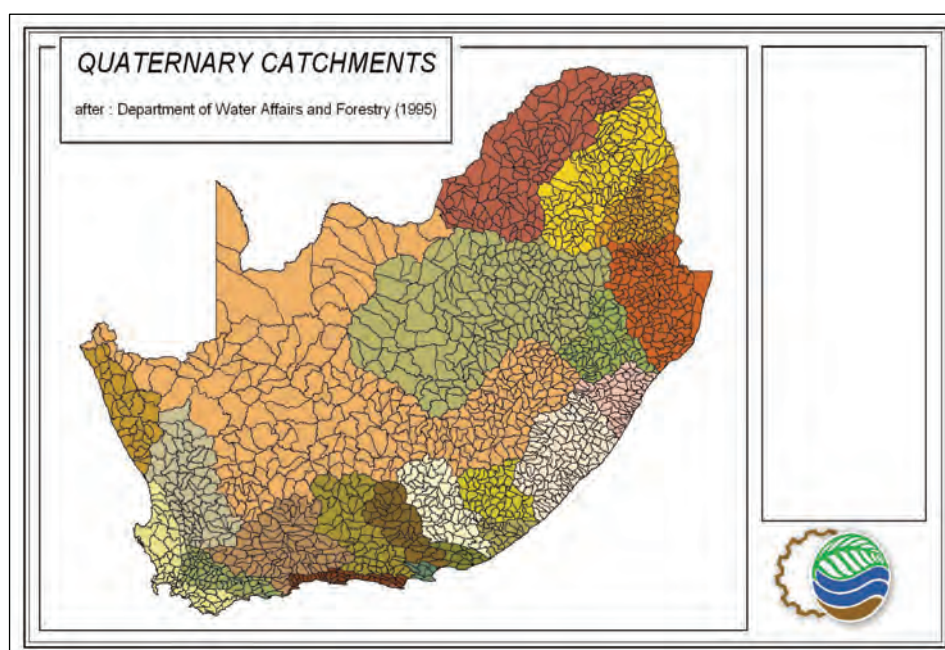 QUATERNARY CATCHMENTS
after : Department of Water Affairs and Forestry (1995)